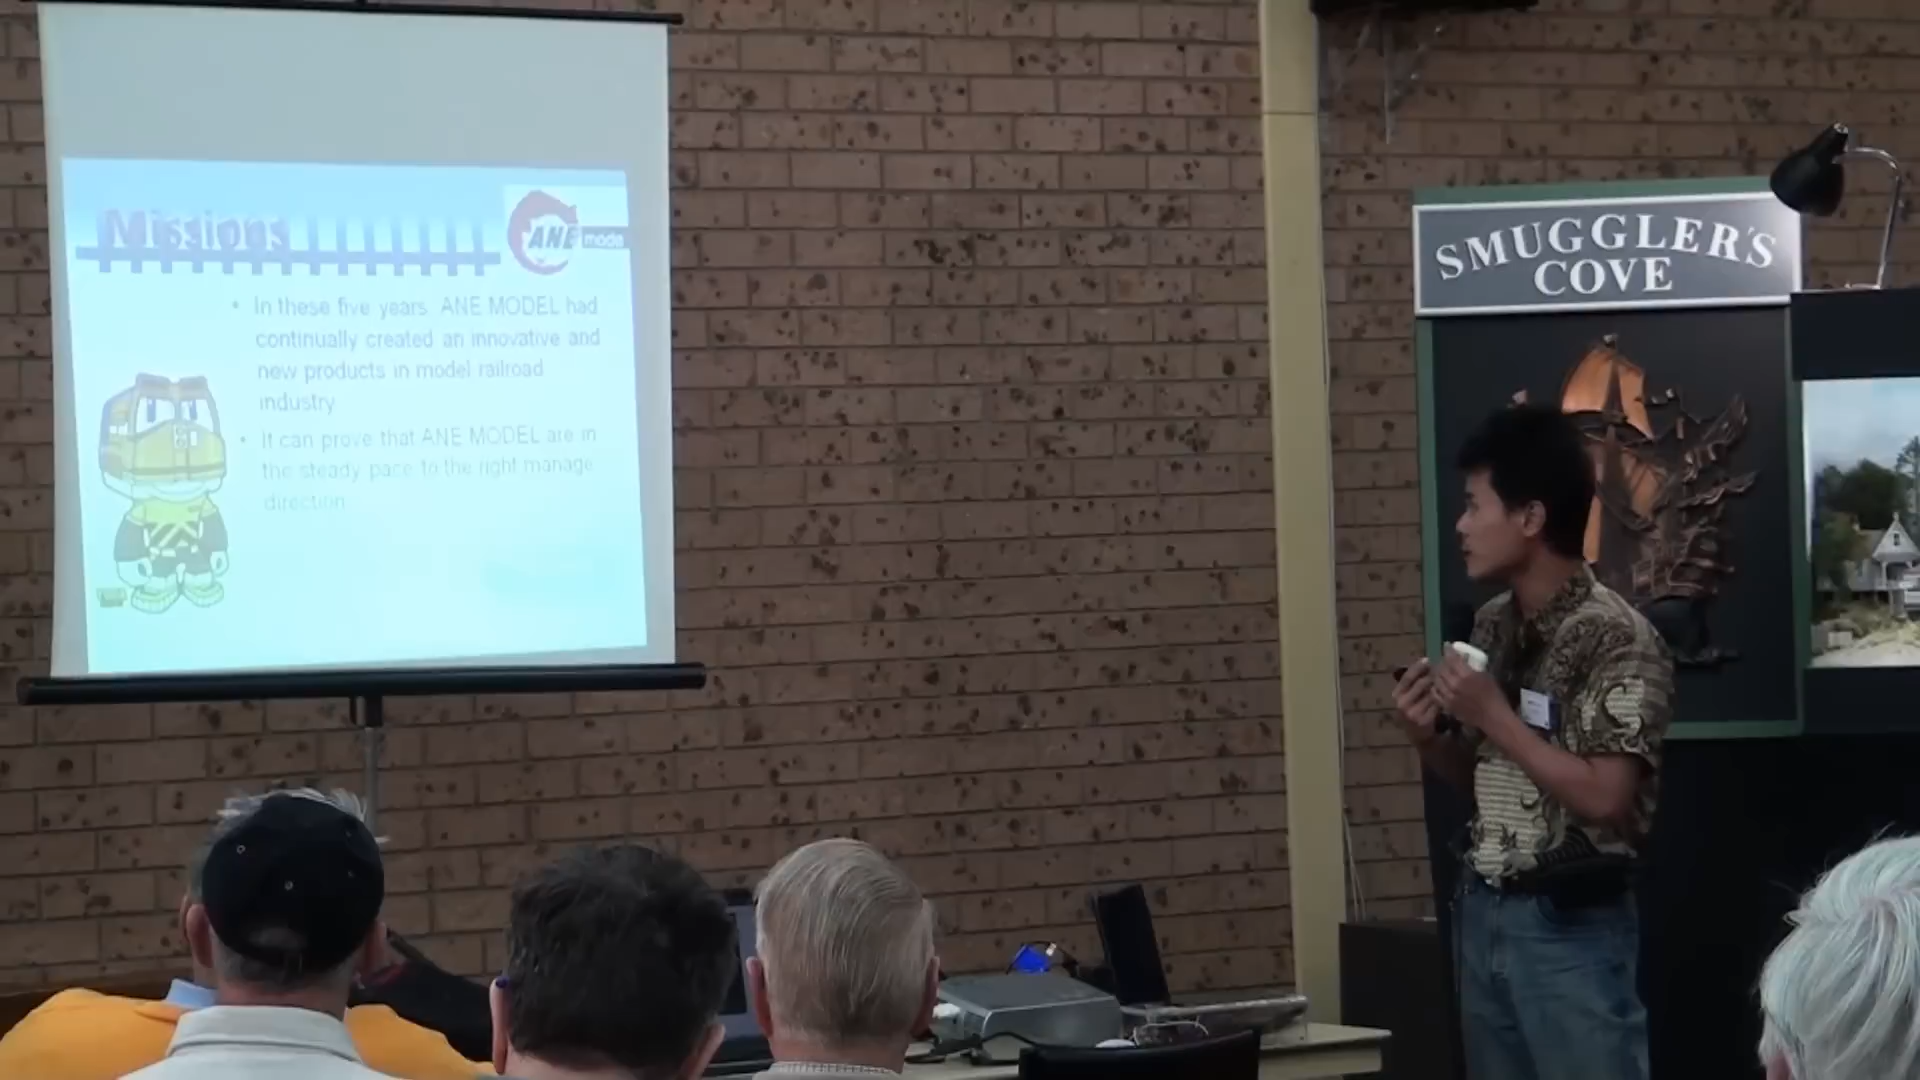 Missions
ANE model
• In these five years ANE MODEL had
continually created an innovative and
new products in model railroad
industry
• It can prove that ANE MODEL are in
the steady pace to the right manage
direction
SMUGGLER'S
COVE